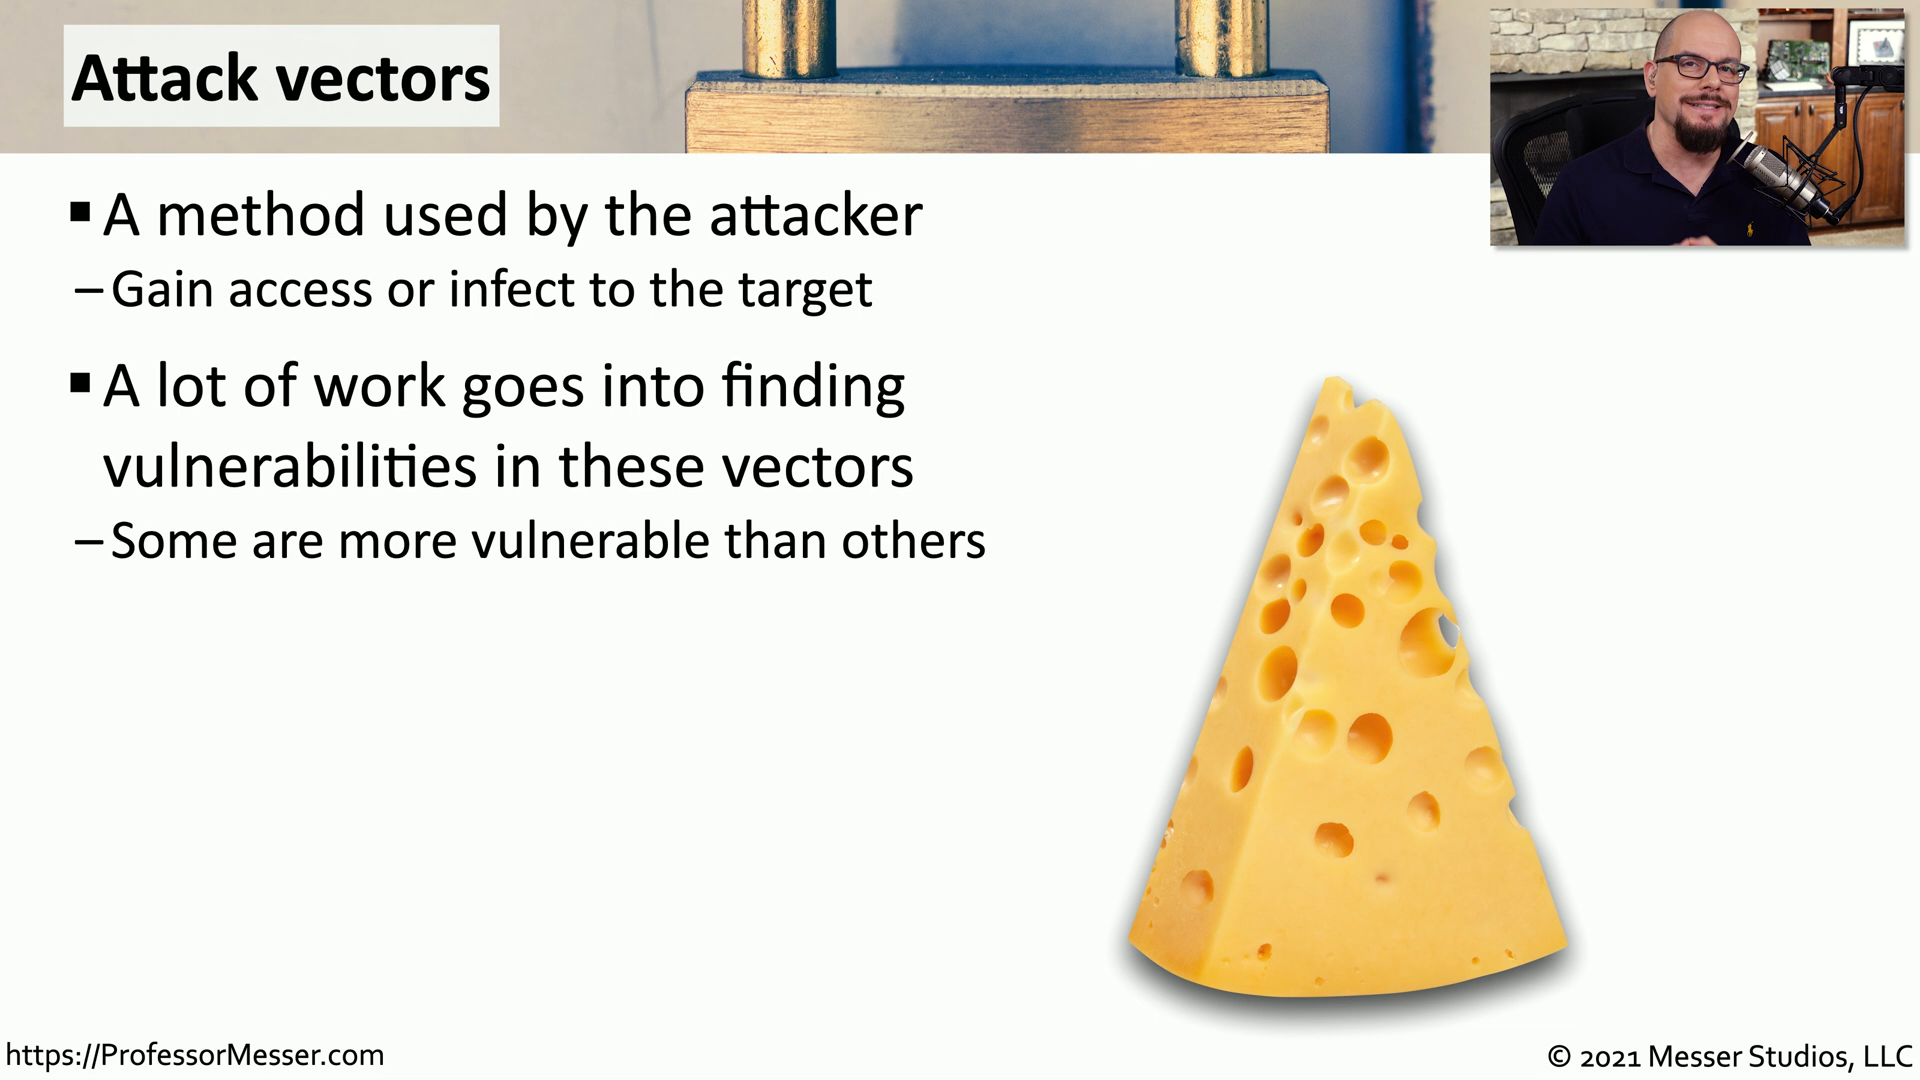 Attack vectors
▪ A method used by the attacker
– Gain access or infect to the target
▪ A lot of work goes into finding
vulnerabilities in these vectors
– Some are more vulnerable than others
https://ProfessorMesser.com
© 2021 Messer Studios, LLC